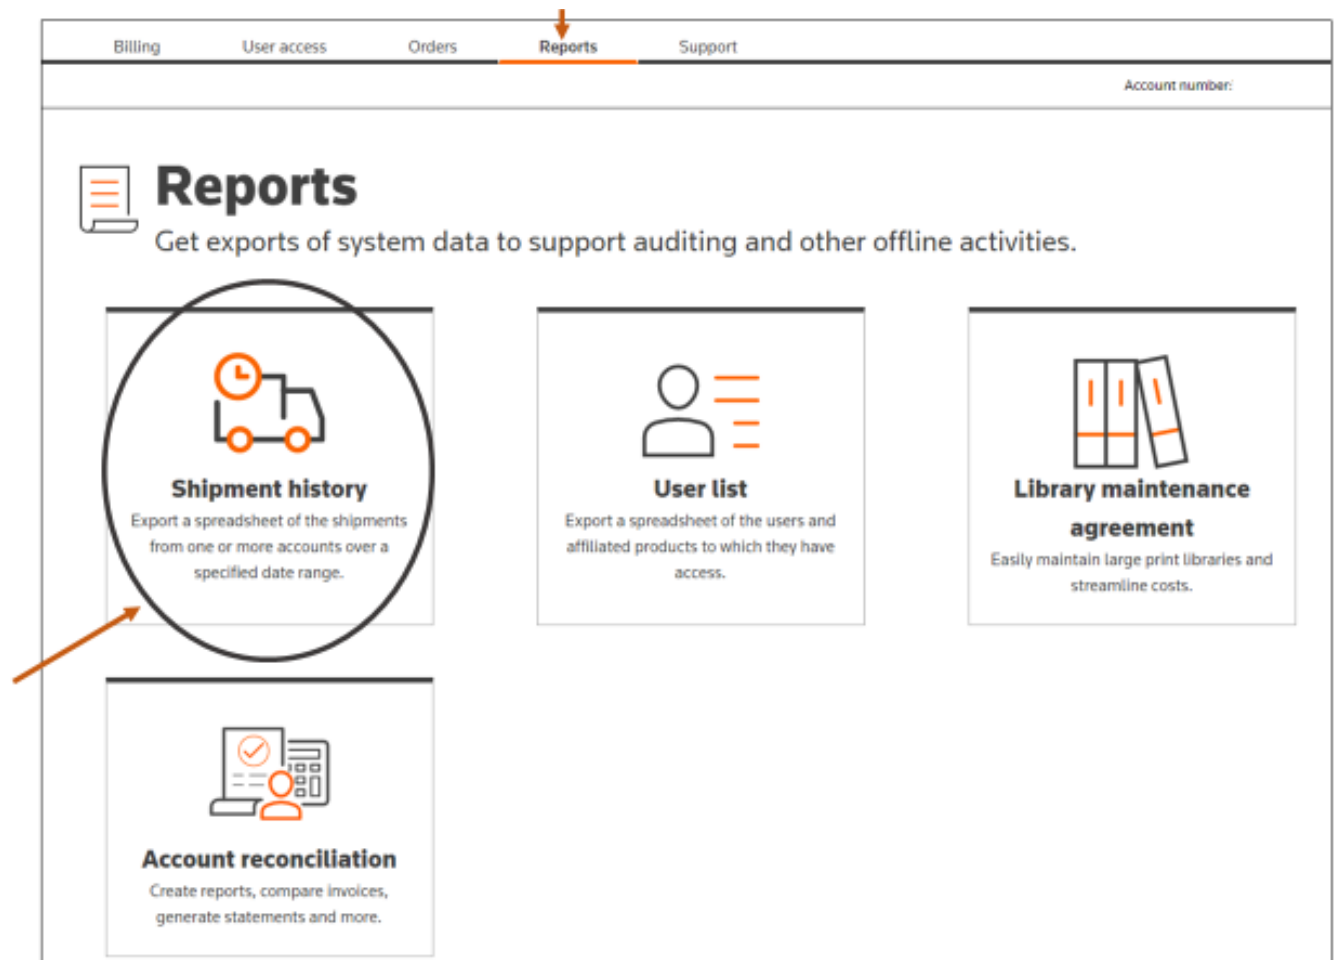 Billing User access Orders Reports Support
Account number:
Reports
Get exports of system data to support auditing and other offline activities.
Shipment history
Export a spreadsheet of the shipments
from one or more accounts over a
specified date range.
User list
Export a spreadsheet of the users and
affiliated products to which they have
access.
Library maintenance
agreement
Easily maintain large print libraries and
streamline costs.
Account reconciliation
Create reports, compare invoices,
generate statements and more.